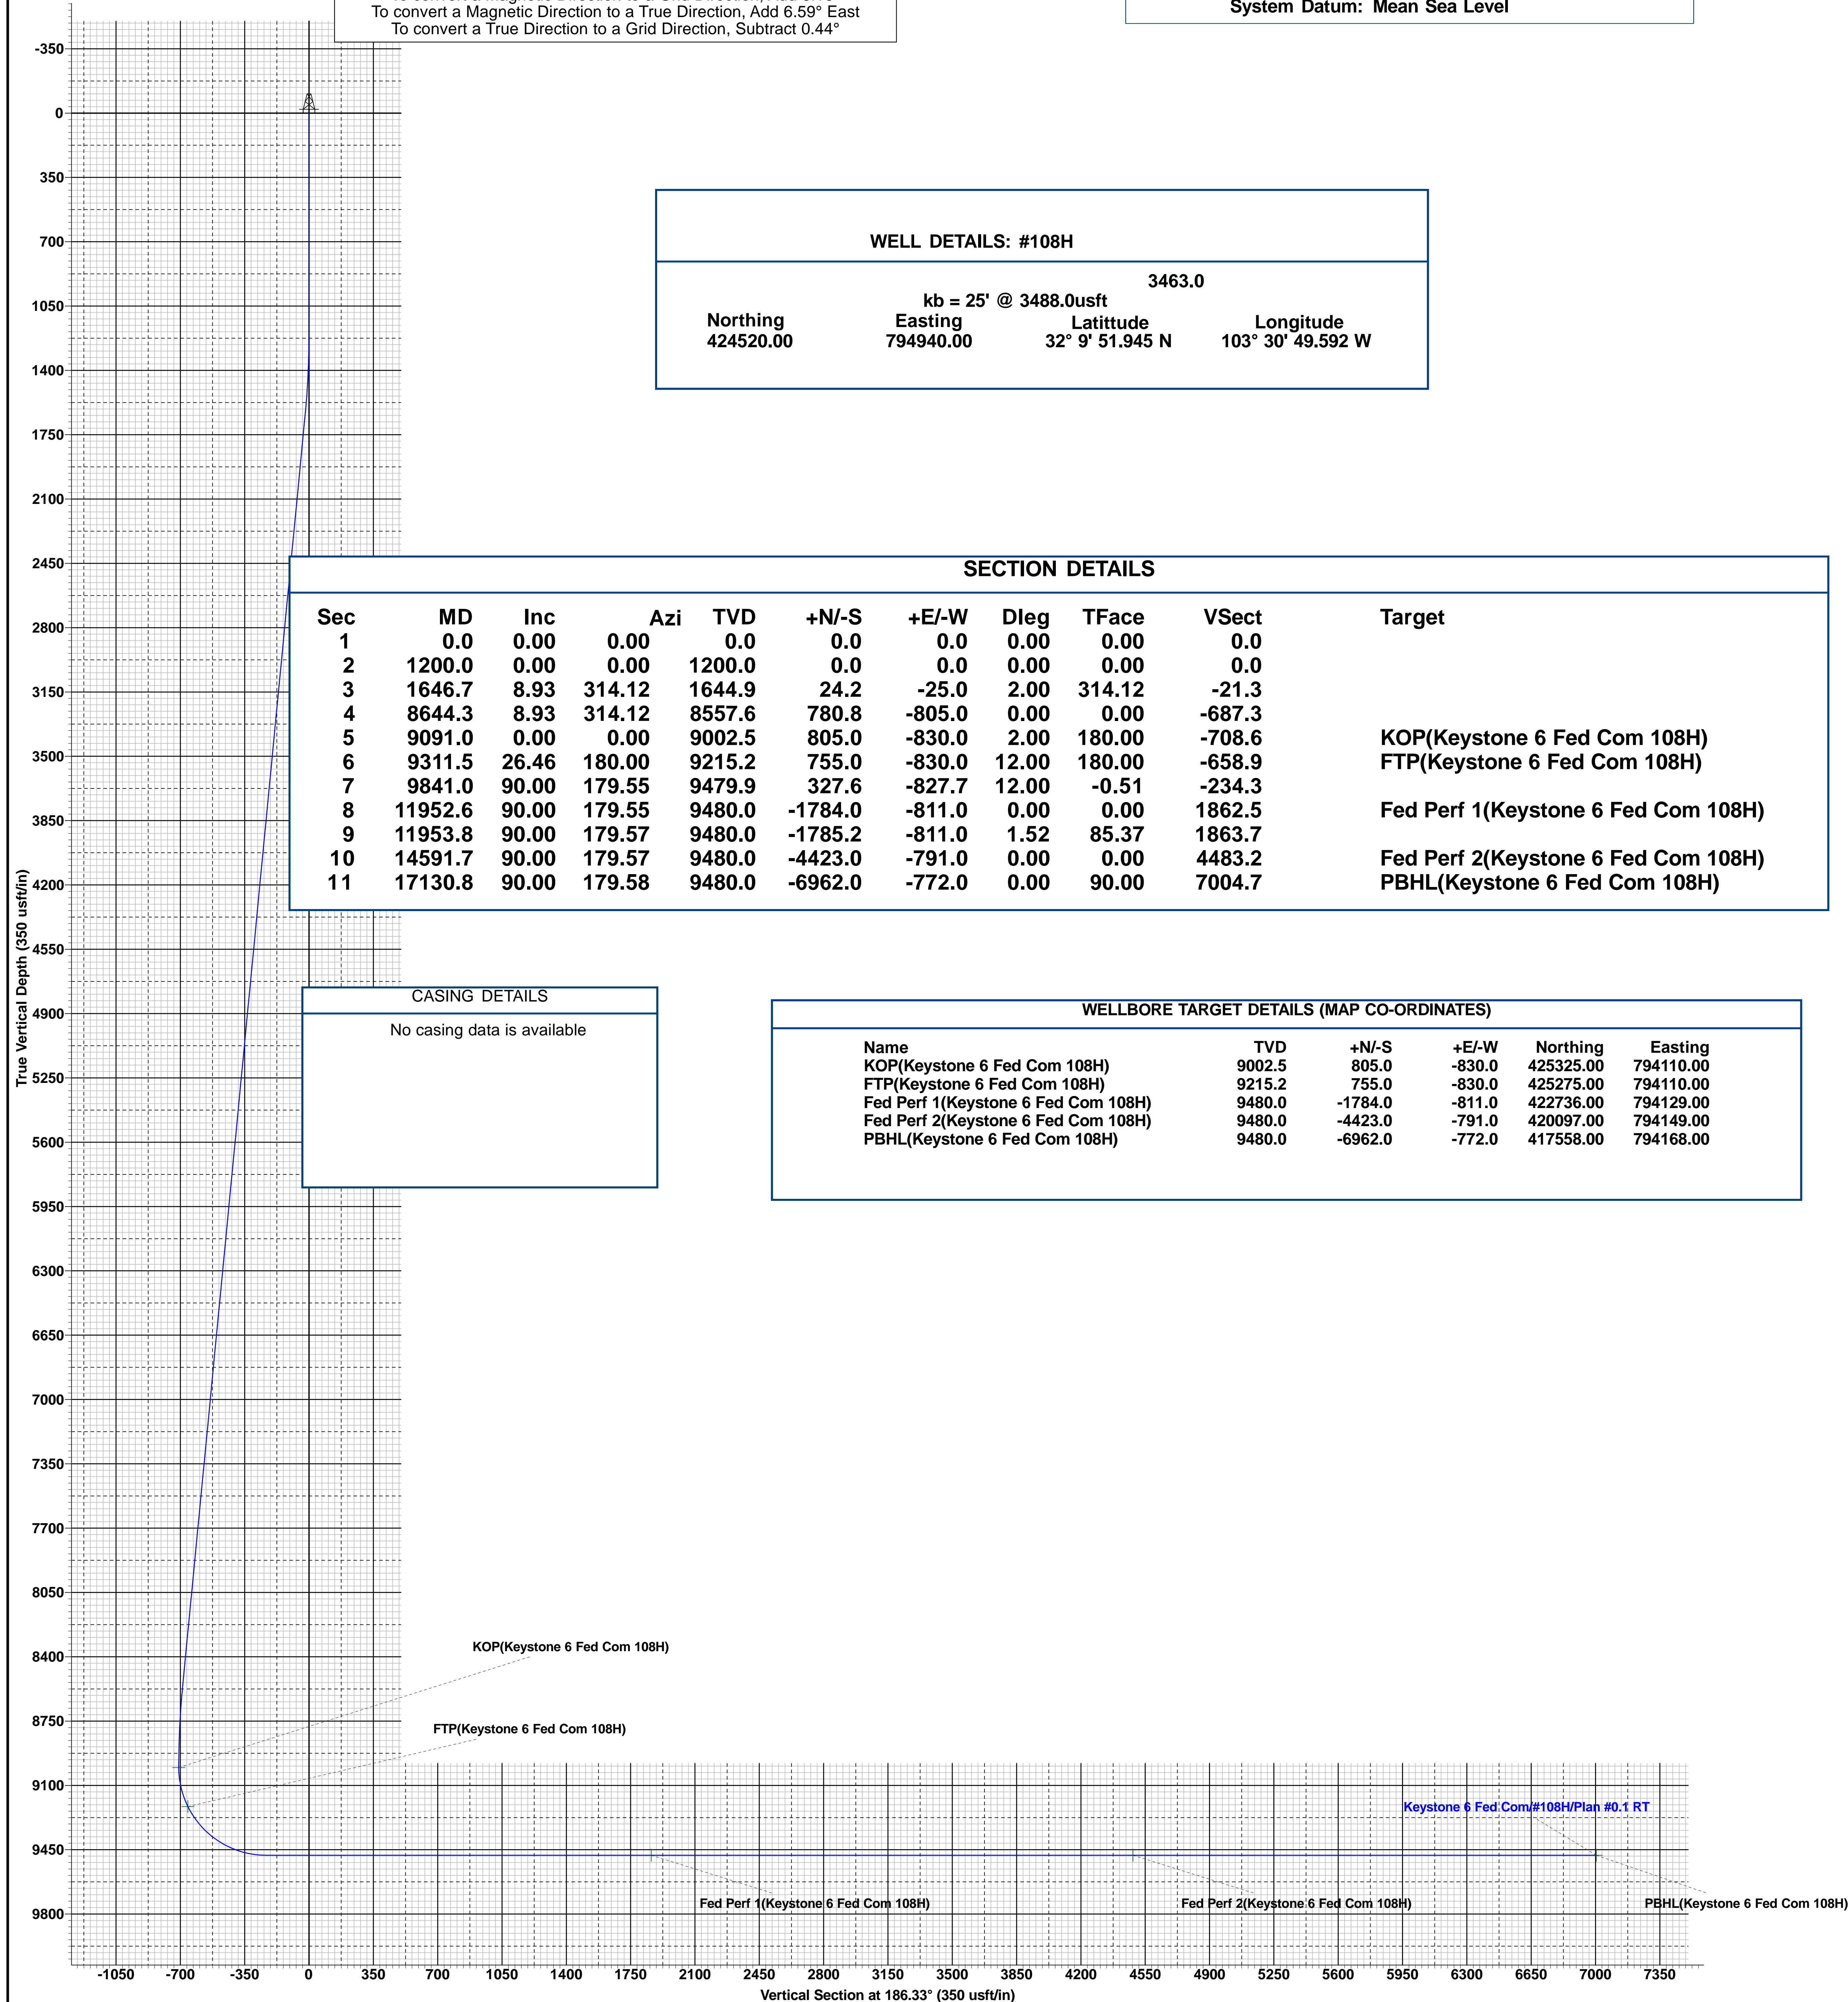 To convert a Magnetic Direction to a True Direction, Add 6.59° East
To convert a True Direction to a Grid Direction, Subtract 0.44°
System Datum: Mean Sea Level
WELL DETAILS: #108H
3463.0
kb = 25' @ 3488.0usft
Northing Easting Latittude Longitude
424520.00 794940.00 32° 9' 51.945 N 103° 30' 49.592 W
SECTION DETAILS
Sec MD Inc Azi TVD +N/-S +E/-W Dleg TFace VSect Target
1 0.0 0.00 0.00 0.0 0.0 0.0 0.00 0.00 0.0
2 1200.0 0.00 0.00 1200.0 0.0 0.0 0.00 0.00 0.0
3 1646.7 8.93 314.12 1644.9 24.2 -25.0 2.00 314.12 -21.3
4 8644.3 8.93 314.12 8557.6 780.8 -805.0 0.00 0.00 -687.3
5 9091.0 0.00 0.00 9002.5 805.0 -830.0 2.00 180.00 -708.6 KOP(Keystone 6 Fed Com 108H)
6 9311.5 26.46 180.00 9215.2 755.0 -830.0 12.00 180.00 -658.9 FTP(Keystone 6 Fed Com 108H)
7 9841.0 90.00 179.55 9479.9 327.6 -827.7 12.00 -0.51 -234.3
8 11952.6 90.00 179.55 9480.0 -1784.0 -811.0 0.00 0.00 1862.5 Fed Perf 1(Keystone 6 Fed Com 108H)
9 11953.8 90.00 179.57 9480.0 -1785.2 -811.0 1.52 85.37 1863.7
10 14591.7 90.00 179.57 9480.0 -4423.0 -791.0 0.00 0.00 4483.2 Fed Perf 2(Keystone 6 Fed Com 108H)
11 17130.8 90.00 179.58 9480.0 -6962.0 -772.0 0.00 90.00 7004.7 PBHL(Keystone 6 Fed Com 108H)
CASING DETAILS
No casing data is available
WELLBORE TARGET DETAILS (MAP CO-ORDINATES)
Name TVD +N/-S +E/-W Northing Easting
KOP(Keystone 6 Fed Com 108H) 9002.5 805.0 -830.0 425325.00 794110.00
FTP(Keystone 6 Fed Com 108H) 9215.2 755.0 -830.0 425275.00 794110.00
Fed Perf 1(Keystone 6 Fed Com 108H) 9480.0 -1784.0 -811.0 422736.00 794129.00
Fed Perf 2(Keystone 6 Fed Com 108H) 9480.0 -4423.0 -791.0 420097.00 794149.00
PBHL(Keystone 6 Fed Com 108H) 9480.0 -6962.0 -772.0 417558.00 794168.00
True Vertical Depth (350 usft/in)
-350
0
350
700
1050
1400
1750
2100
2450
2800
3150
3500
3850
4200
4550
4900
5250
5600
5950
6300
6650
7000
7350
7700
8050
8400
8750
9100
9450
9800
KOP(Keystone 6 Fed Com 108H)
FTP(Keystone 6 Fed Com 108H)
Keystone 6 Fed Com/#108H/Plan #0.1 RT
Fed Perf 1(Keystone 6 Fed Com 108H)
Fed Perf 2(Keystone 6 Fed Com 108H)
PBHL(Keystone 6 Fed Com 108H)
-1050 -700 -350 0 350 700 1050 1400 1750 2100 2450 2800 3150 3500 3850 4200 4550 4900 5250 5600 5950 6300 6650 7000 7350
Vertical Section at 186.33° (350 usft/in)